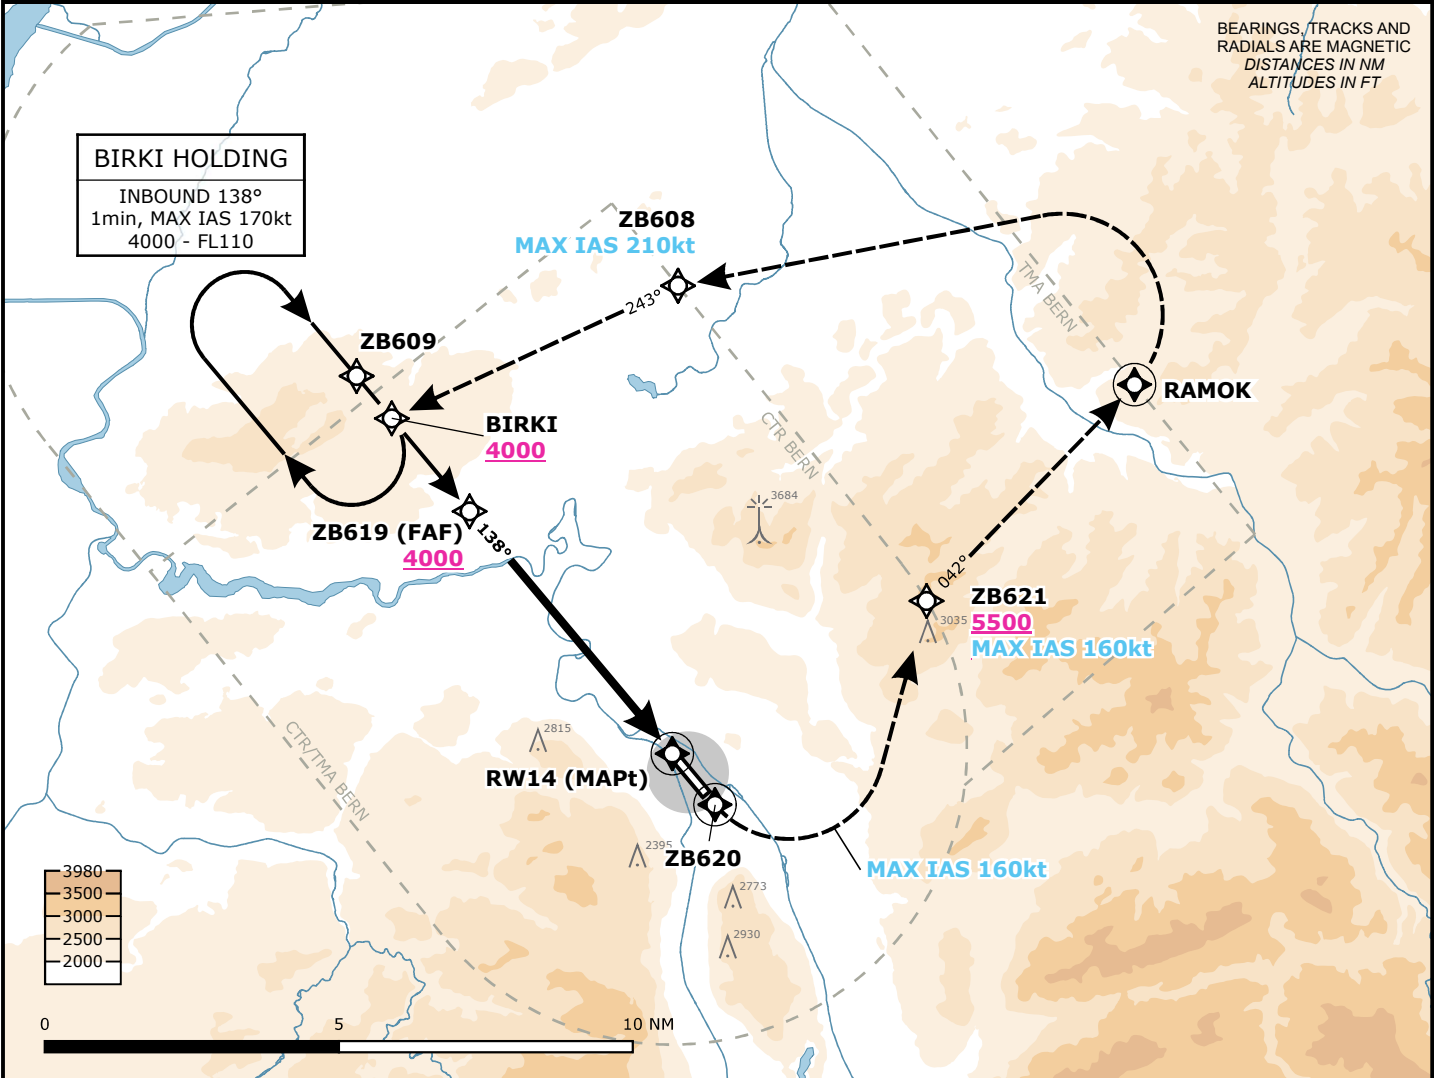 BEARINGS, TRACKS AND
RADIALS ARE MAGNETIC
DISTANCES IN NM
ALTITUDES IN FT
BIRKI HOLDING
INBOUND 138°
1min, MAX IAS 170kt
4000 - FL110
ZB608
MAX IAS 210kt
243°
TMA BERN
ZB609
RAMOK
BIRKI
4000
CTR BERN
3684
ZB619 (FAF)
4000
138°
042°
ZB621
5500
MAX IAS 160kt
3035
CTR/TMA BERN
2815
RW14 (MAPt)
2395
ZB620
MAX IAS 160kt
2773
2930
3980
3500
3000
2500
2000
0 5 10 NM